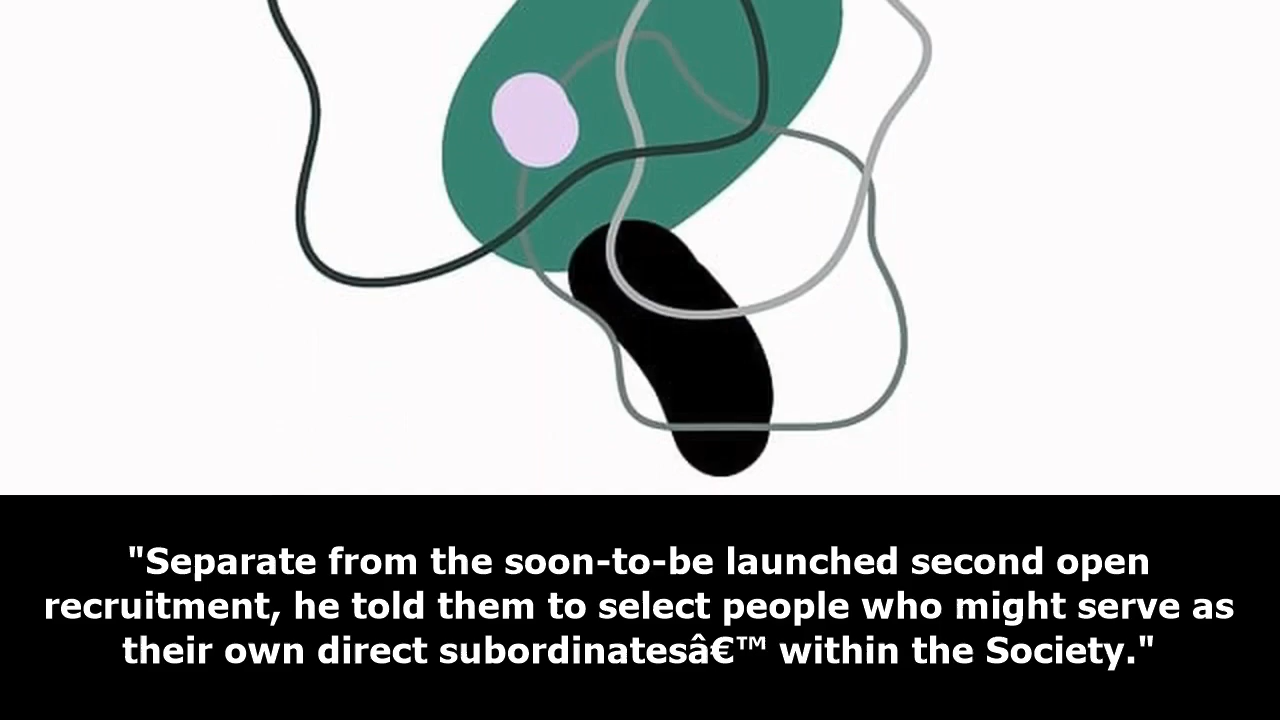 "Separate from the soon-to-be launched second open
recruitment, he told them to select people who might serve as
their own direct subordinatesâ€™ within the Society."